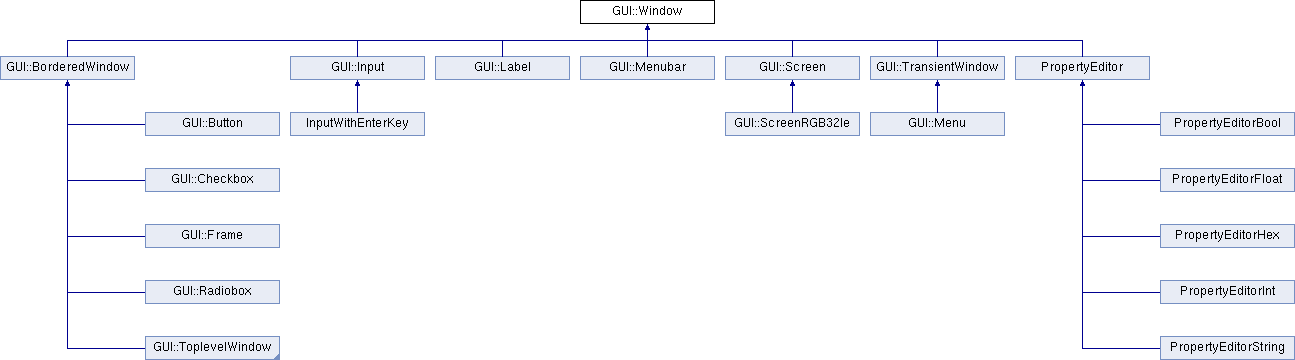 GUI::Window
GUI::BorderedWindow
GUI::Input
GUI::Label
GUI::Menubar
GUI::Screen
GUI::TransientWindow
PropertyEditor
GUI::Button
InputWithEnterKey
GUI::ScreenRGB32le
GUI::Menu
PropertyEditorBool
GUI::Checkbox
PropertyEditorFloat
GUI::Frame
PropertyEditorHex
GUI::Radiobox
PropertyEditorInt
GUI::ToplevelWindow
PropertyEditorString